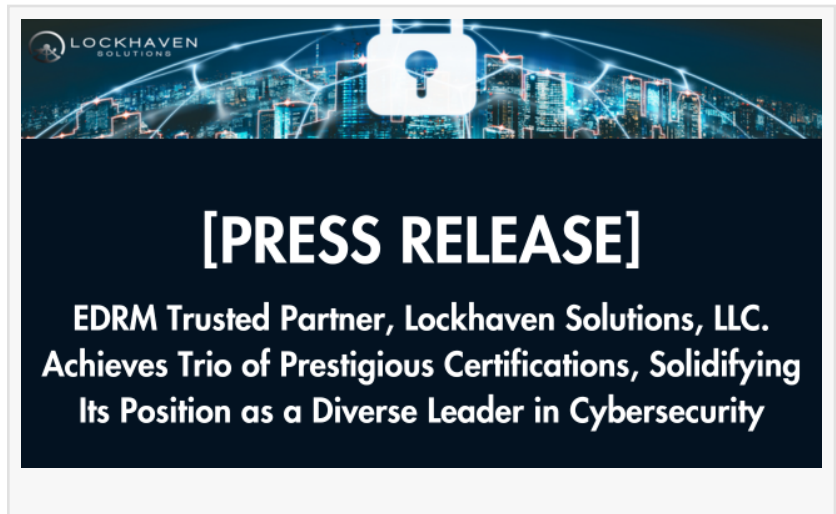 LOCKHAVEN
SOLUTIONS
[PRESS RELEASE]
EDRM Trusted Partner, Lockhaven Solutions, LLC.
Achieves Trio of Prestigious Certifications, Solidifying
Its Position as a Diverse Leader in Cybersecurity